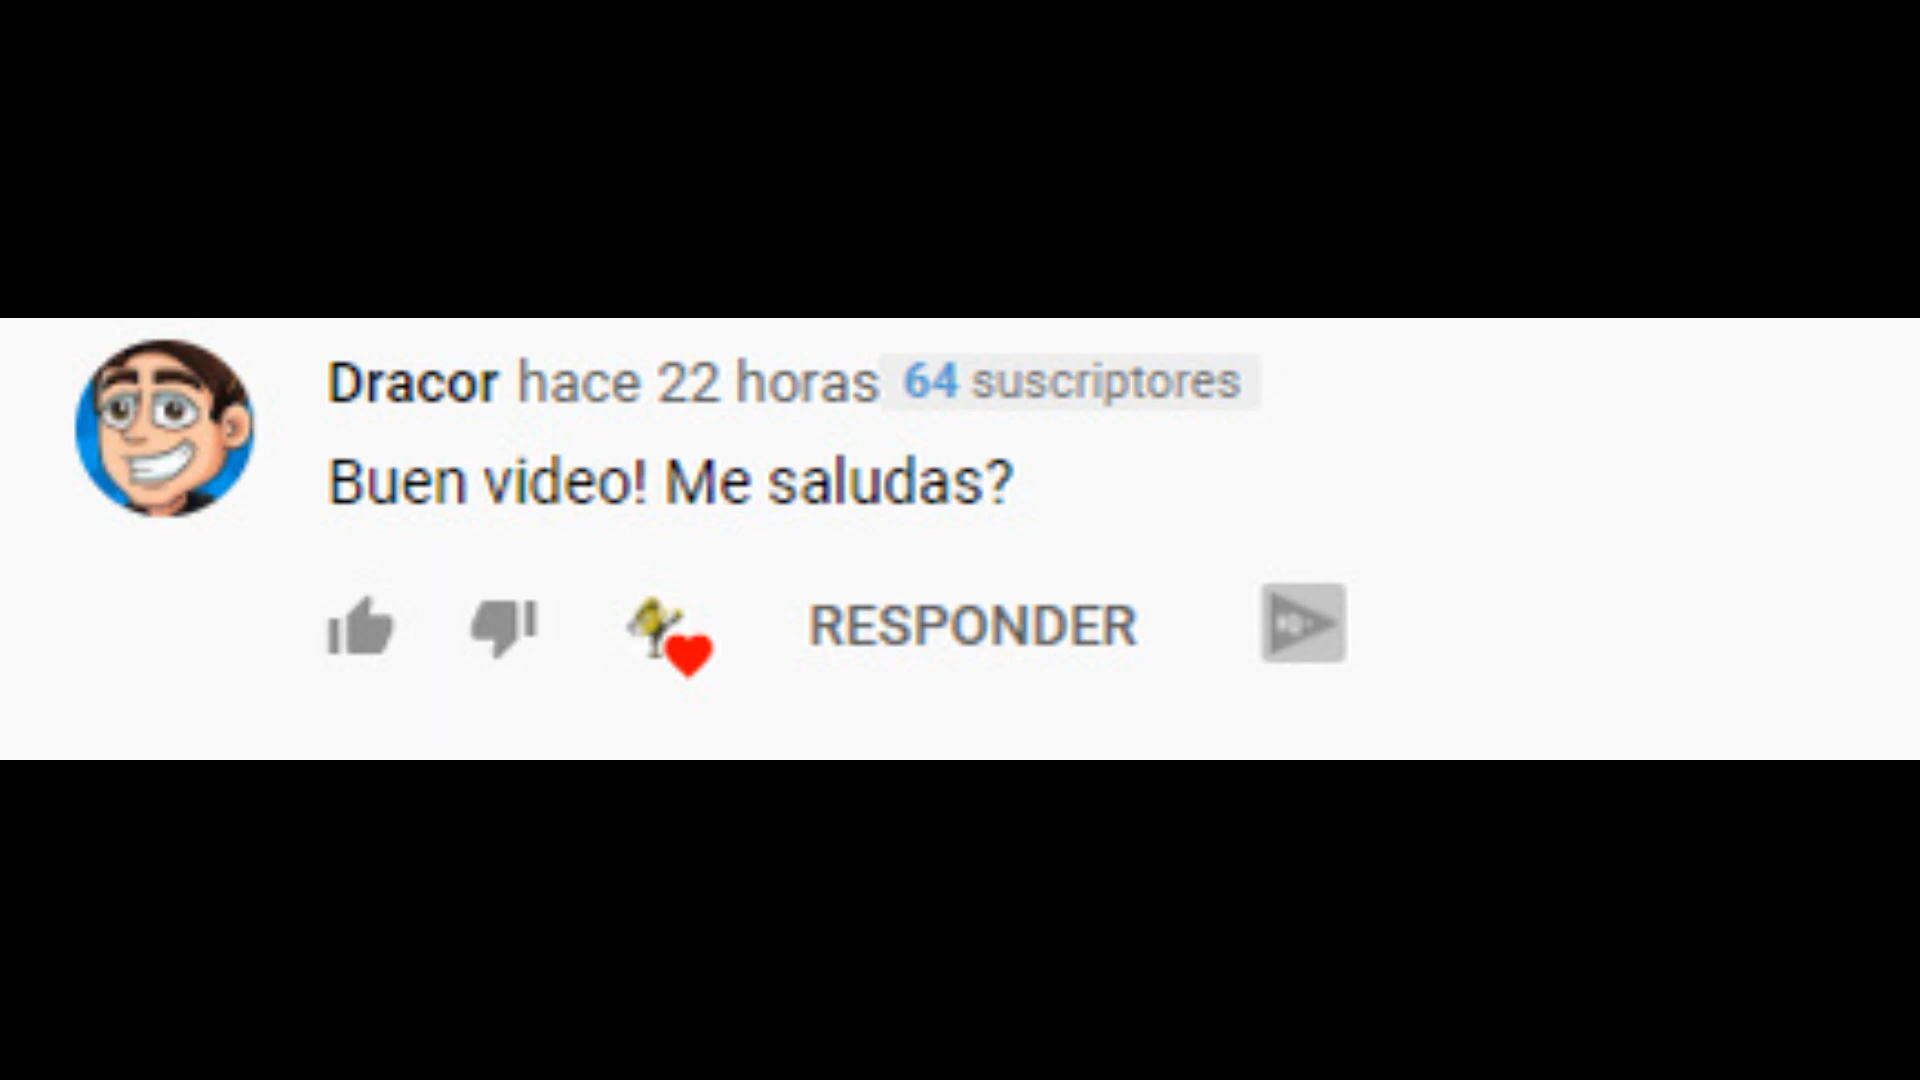 Dracor hace 22 horas 64 suscriptores
Buen video! Me saludas?
RESPONDER